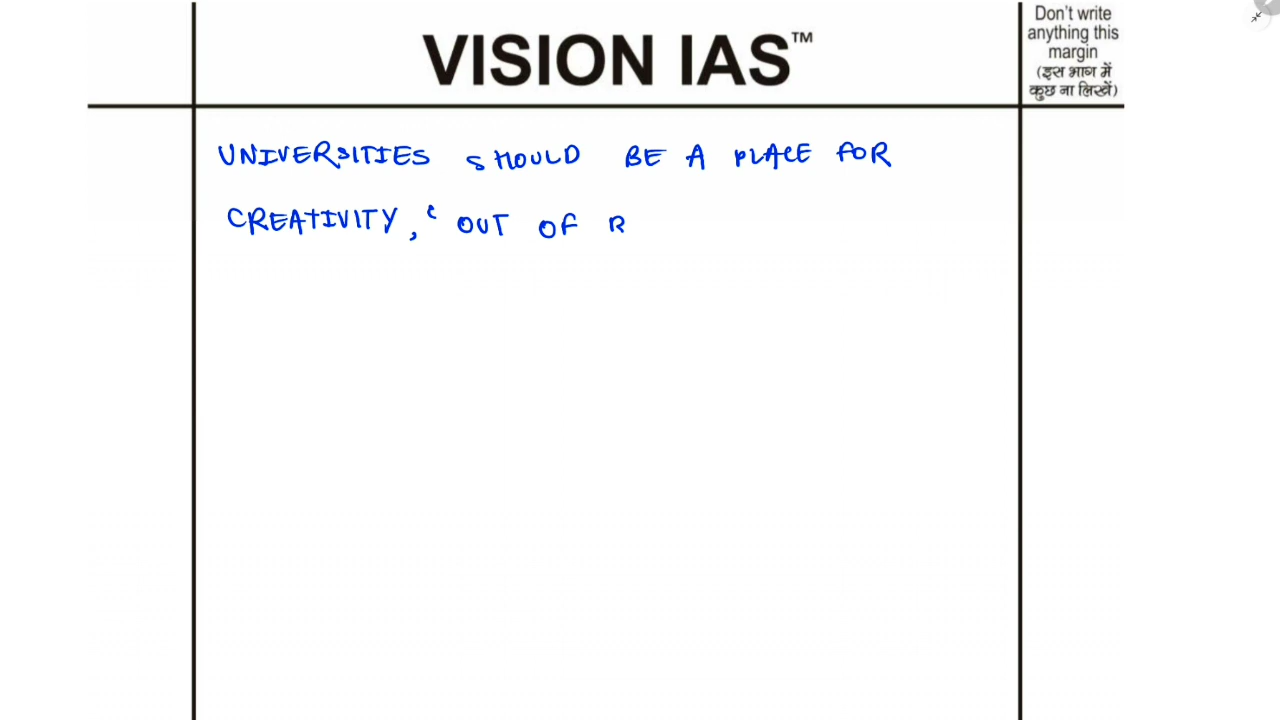 VISION IAS™
Don't write
anything this
margin
(इस भाग में
कुछ ना लिखें)
UNIVERSITIES SHOULD BE A PLACE FOR
CREATIVITY, ‘ OUT OF B